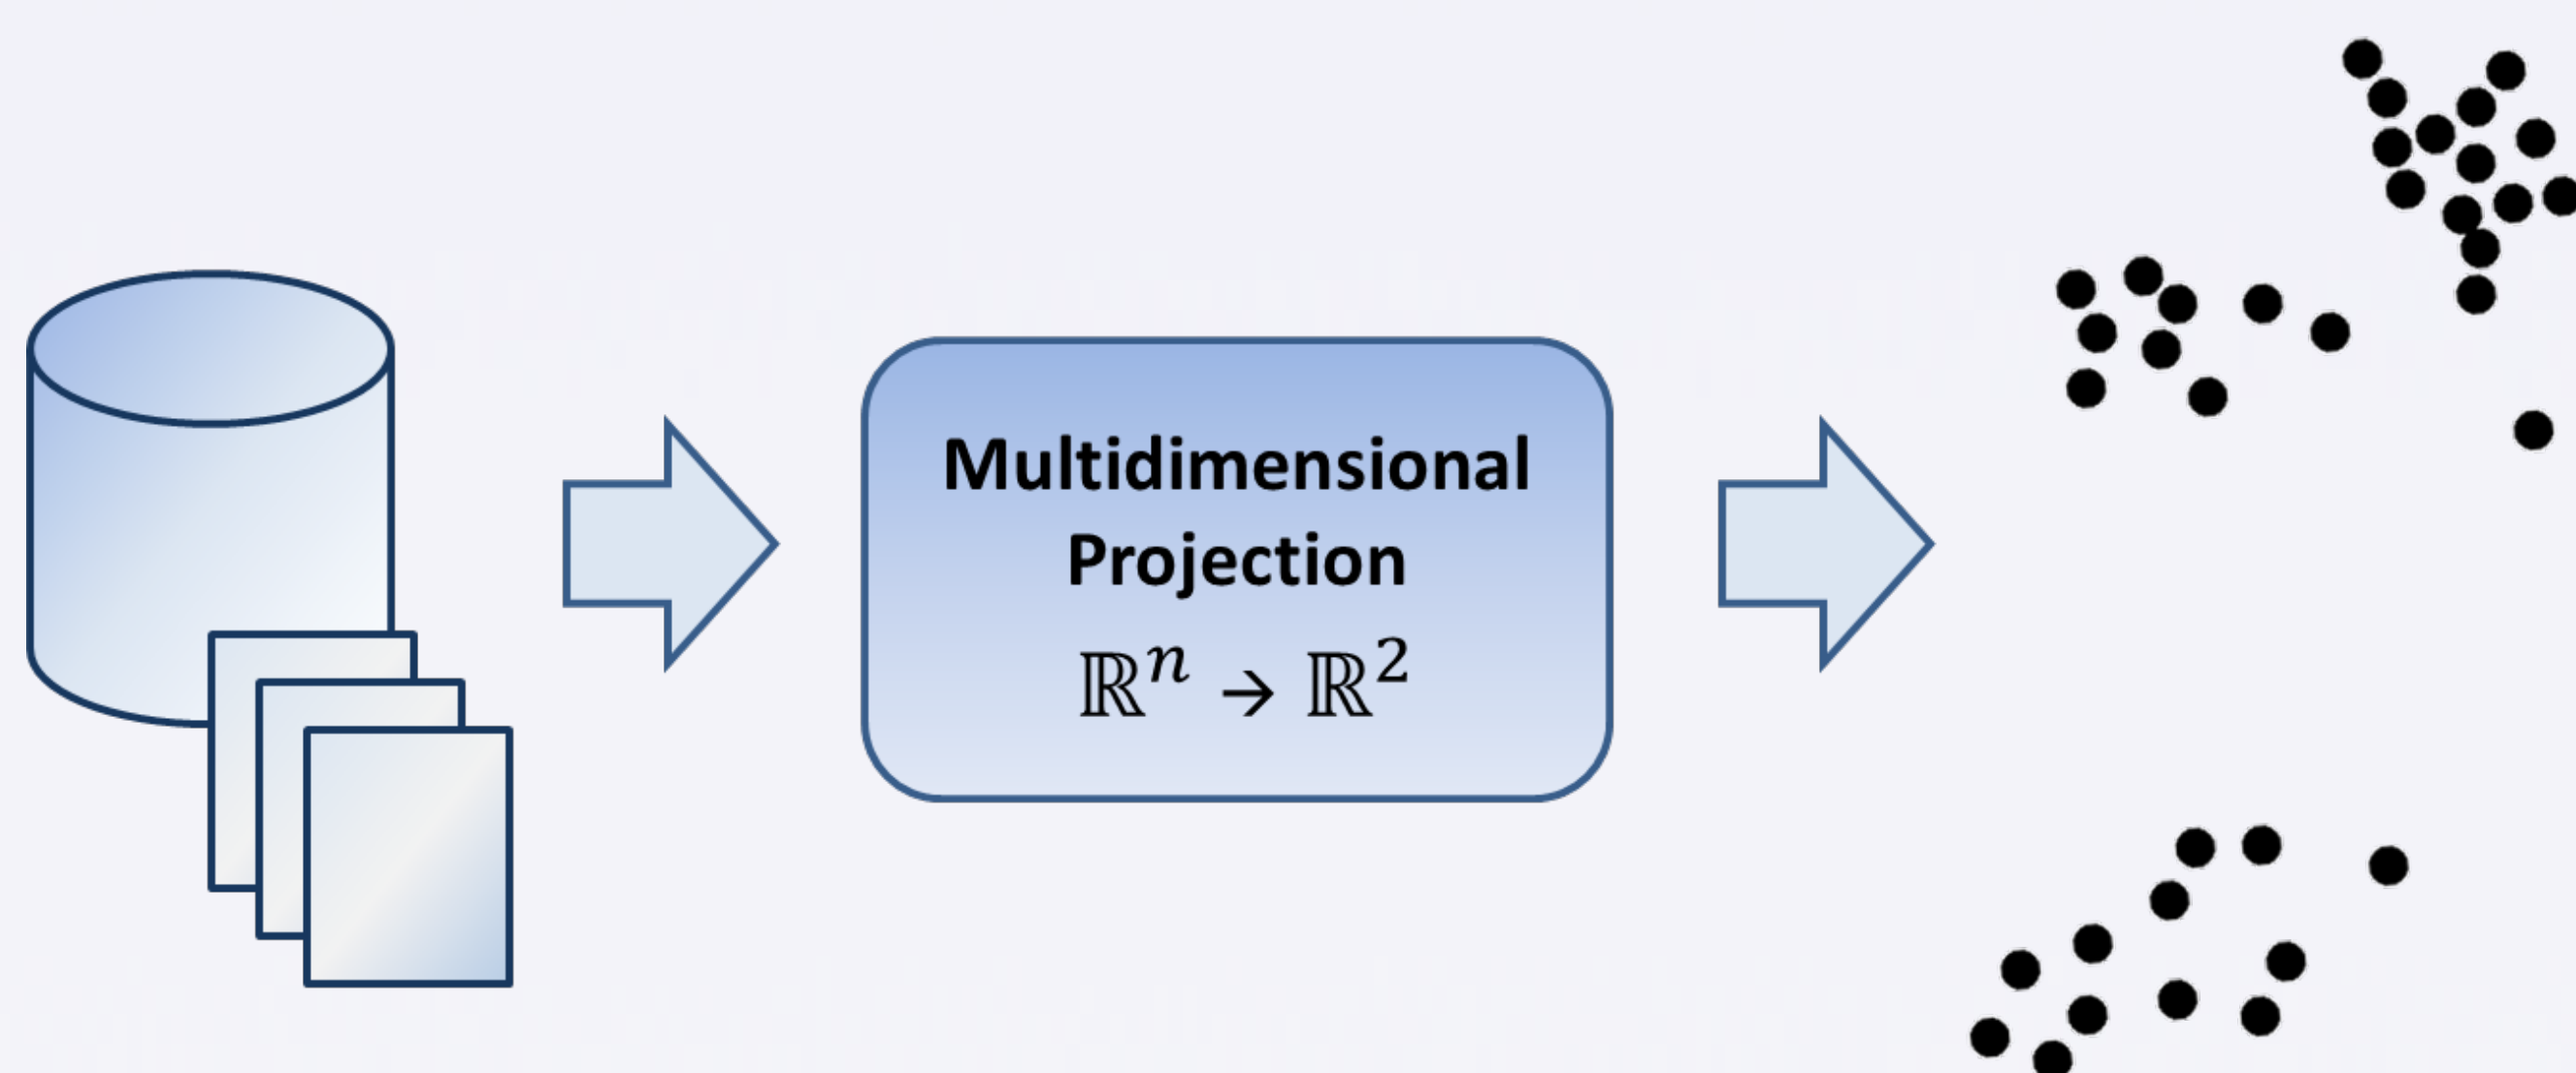 Multidimensional
Projection
ℝⁿ → ℝ²